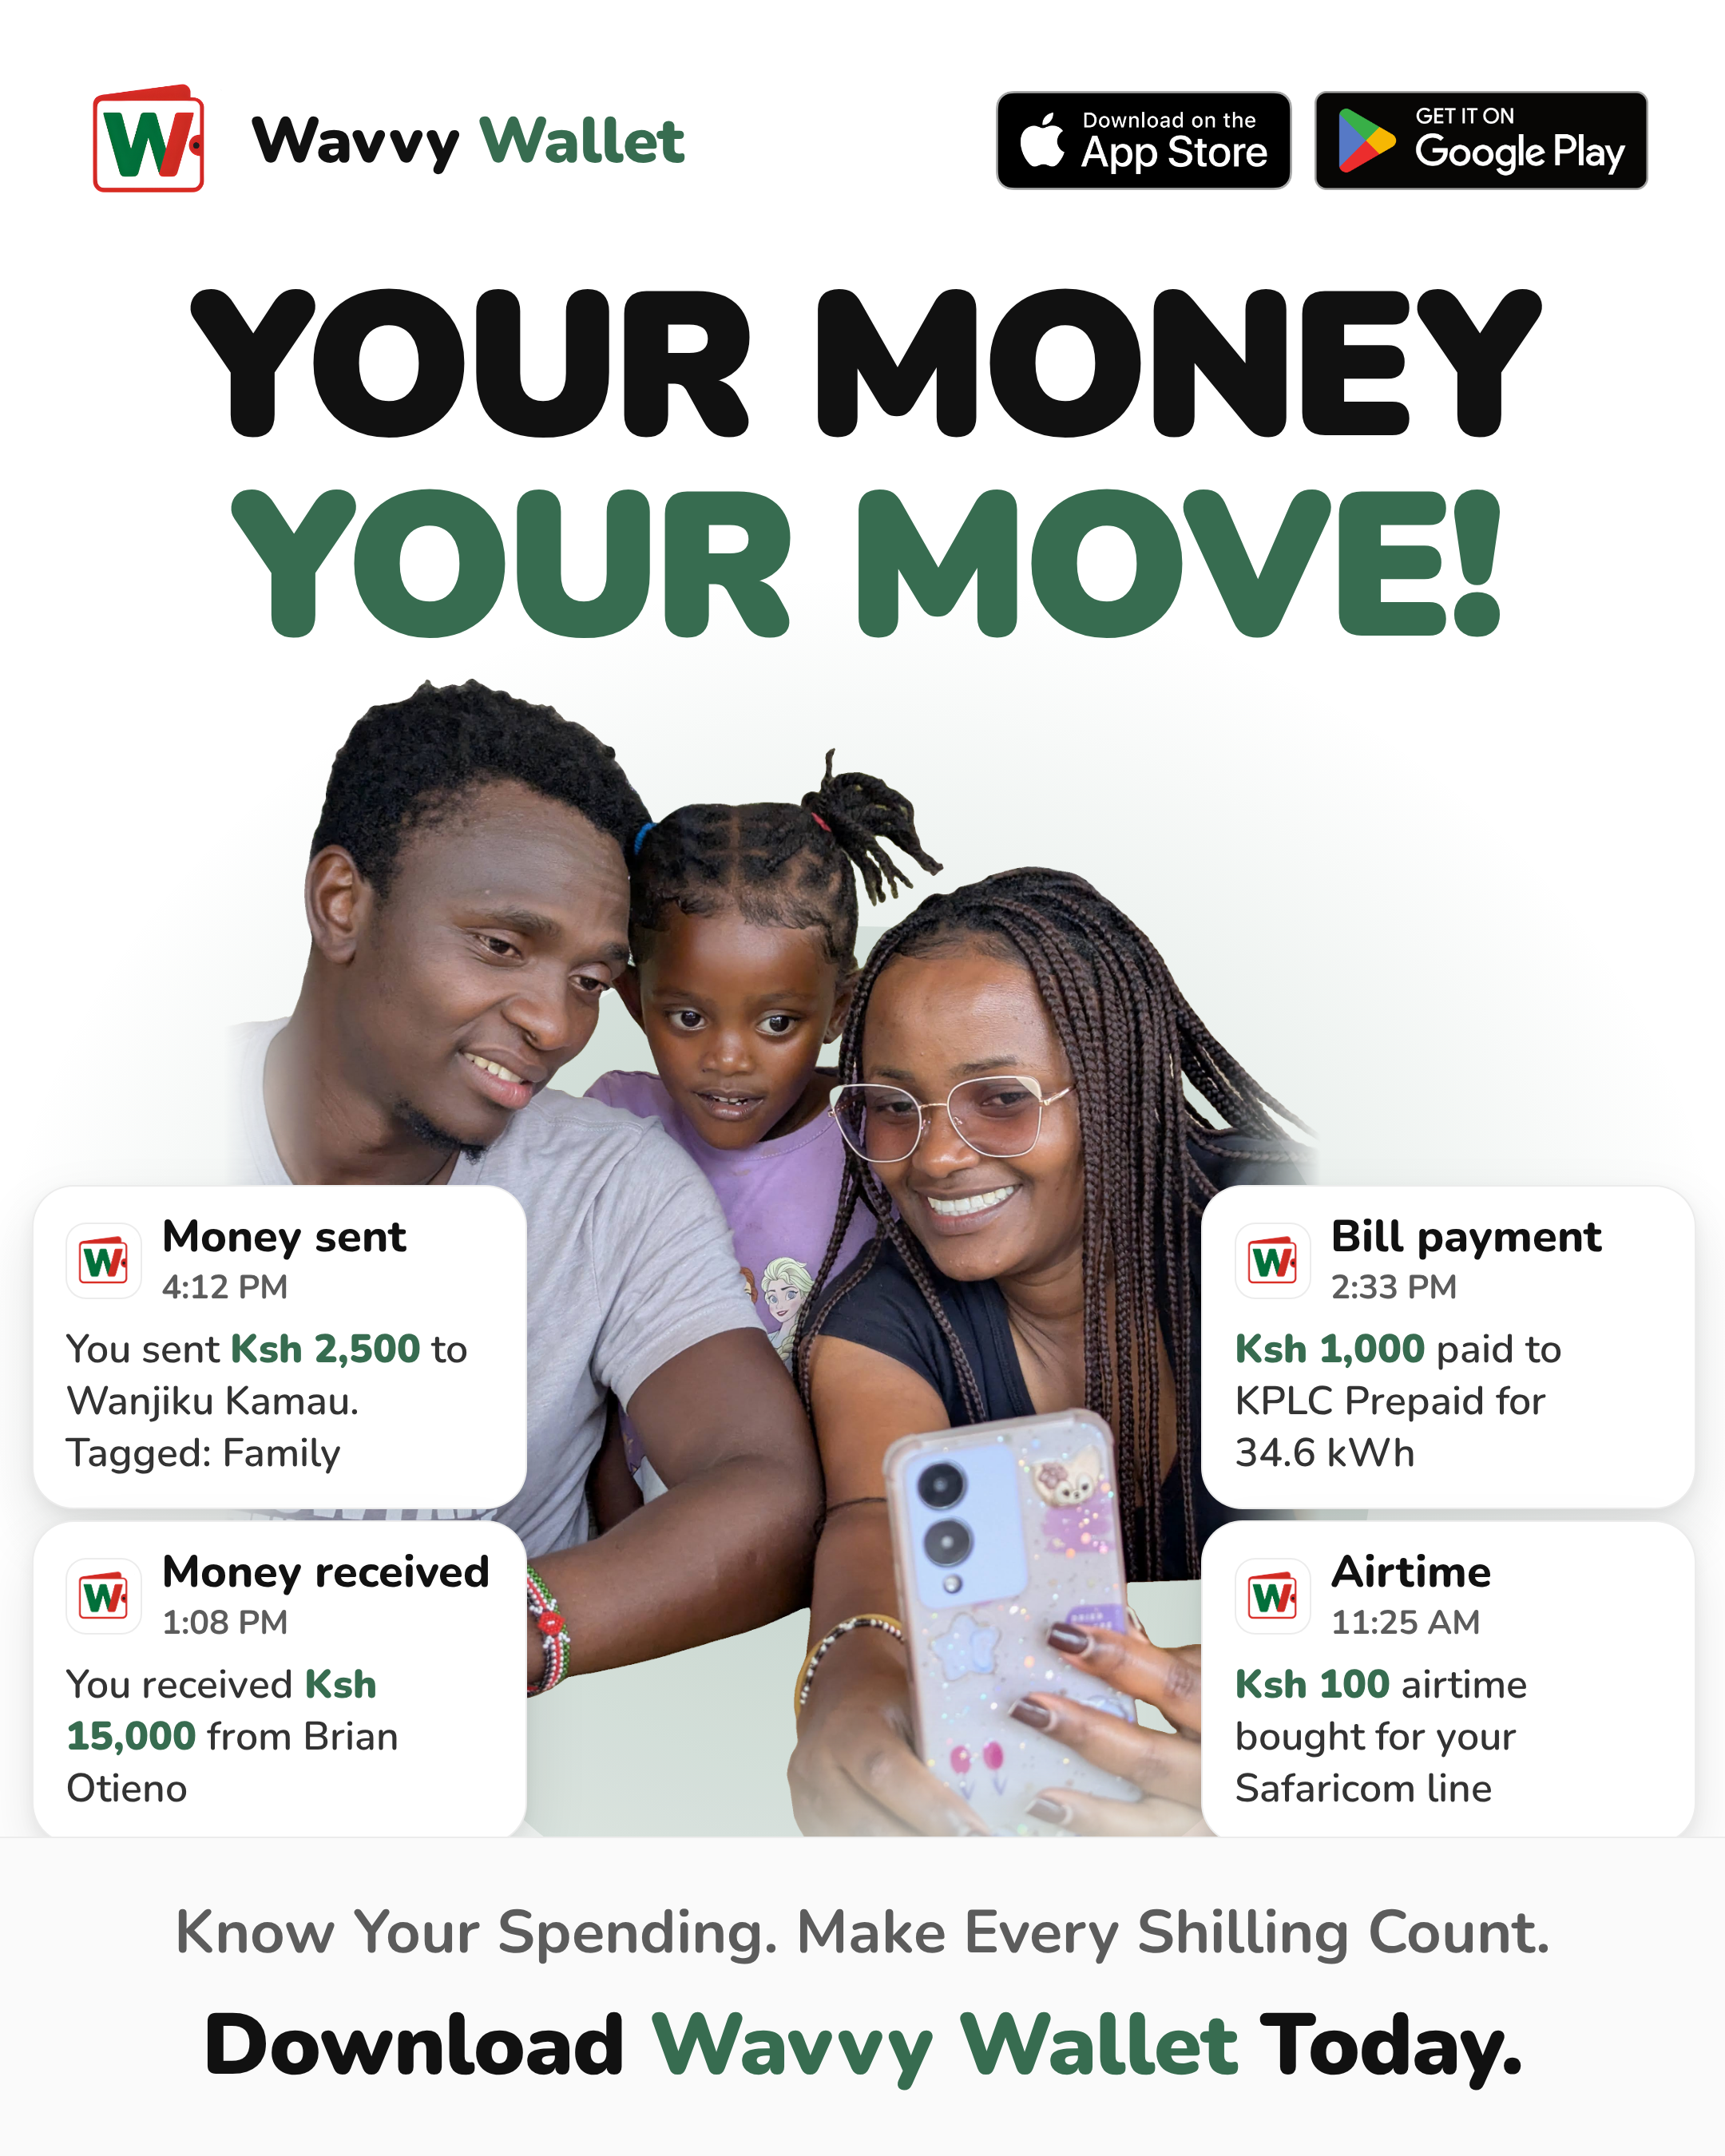 W
Wavvy Wallet
Download on the
App Store
GET IT ON
Google Play
YOUR MONEY
YOUR MOVE!
W
Money sent
4:12 PM
You sent Ksh 2,500 to
Wanjiku Kamau.
Tagged: Family
W
Bill payment
2:33 PM
Ksh 1,000 paid to
KPLC Prepaid for
34.6 kWh
W
Money received
1:08 PM
You received Ksh
15,000 from Brian
Otieno
W
Airtime
11:25 AM
Ksh 100 airtime
bought for your
Safaricom line
Know Your Spending. Make Every Shilling Count.
Download Wavvy Wallet Today.